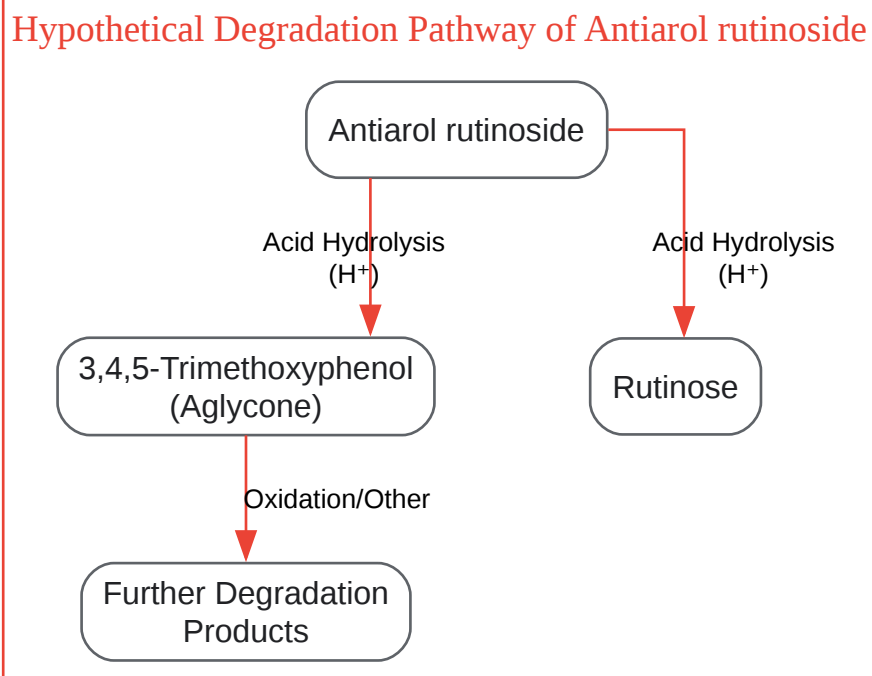 Hypothetical Degradation Pathway of Antiarol rutinoside
Antiarol rutinoside
Acid Hydrolysis
(H⁺)
Acid Hydrolysis
(H⁺)
3,4,5-Trimethoxyphenol
(Aglycone)
Rutinose
Oxidation/Other
Further Degradation
Products